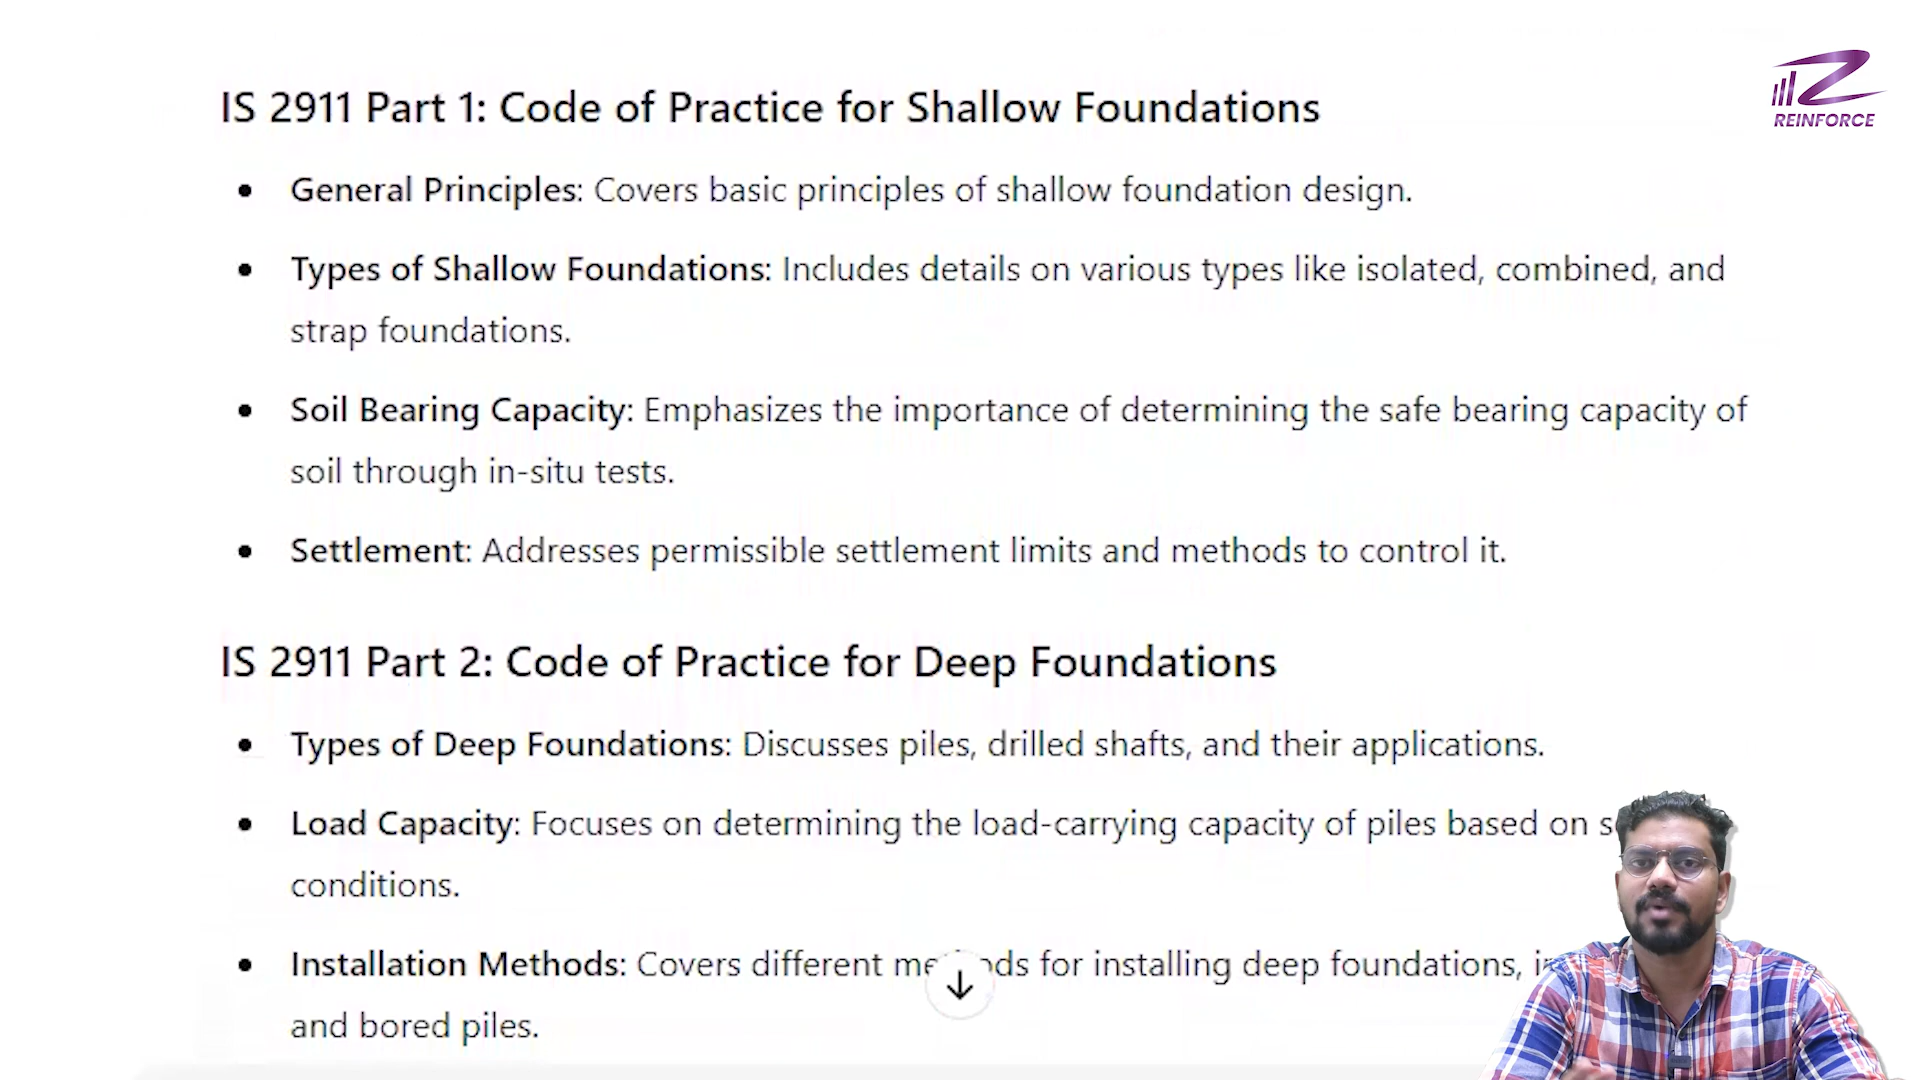 REINFORCE
IS 2911 Part 1: Code of Practice for Shallow Foundations
• General Principles: Covers basic principles of shallow foundation design.
• Types of Shallow Foundations: Includes details on various types like isolated, combined, and
strap foundations.
• Soil Bearing Capacity: Emphasizes the importance of determining the safe bearing capacity of
soil through in-situ tests.
• Settlement: Addresses permissible settlement limits and methods to control it.
IS 2911 Part 2: Code of Practice for Deep Foundations
• Types of Deep Foundations: Discusses piles, drilled shafts, and their applications.
• Load Capacity: Focuses on determining the load-carrying capacity of piles based on
conditions.
• Installation Methods: Covers different for installing deep foundations,
and bored piles.